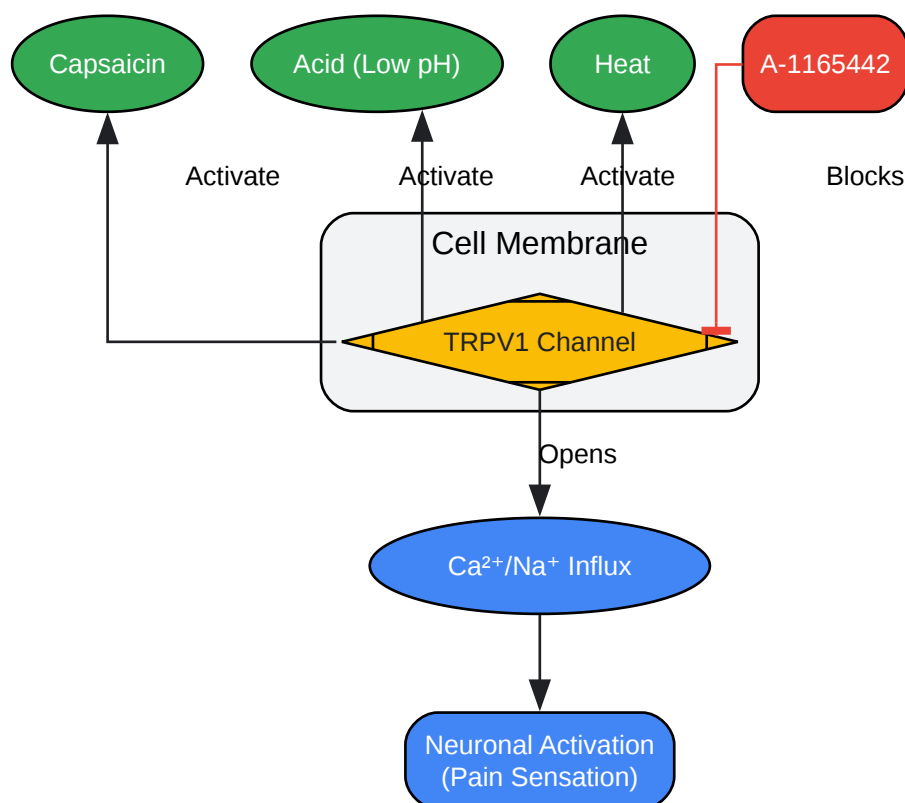 Capsaicin
Acid (Low pH)
Heat
A-1165442
Activate
Activate
Activate
Blocks
Cell Membrane
TRPV1 Channel
Opens
Ca²⁺/Na⁺ Influx
Neuronal Activation
(Pain Sensation)